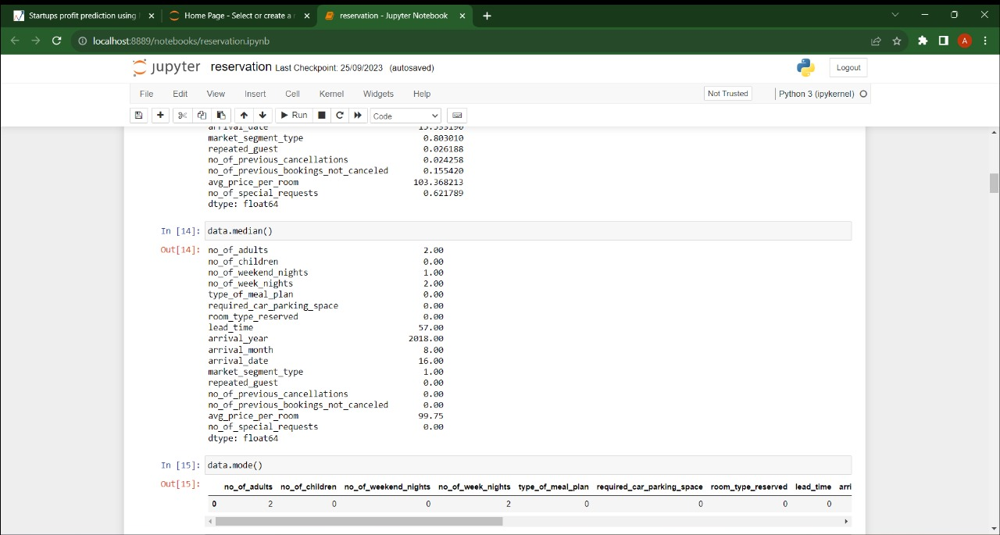 Startups profit prediction using
Home Page - Select or create a
reservation - Jupyter Notebook
localhost:8889/notebooks/reservation.ipynb
A
jupyter reservation Last Checkpoint: 25/09/2023 (autosaved)
Logout
File Edit View Insert Cell Kernel Widgets Help
Not Trusted
Python 3 (ipykernel)
Run
Code
arrival_date 15.533190
market_segment_type 0.803010
repeated_guest 0.026188
no_of_previous_cancellations 0.024258
no_of_previous_bookings_not_canceled 0.155420
avg_price_per_room 103.368213
no_of_special_requests 0.621789
dtype: float64
In [14]: data.median()
Out[14]: no_of_adults 2.00
no_of_children 0.00
no_of_weekend_nights 1.00
no_of_week_nights 2.00
type_of_meal_plan 0.00
required_car_parking_space 0.00
room_type_reserved 0.00
lead_time 57.00
arrival_year 2018.00
arrival_month 8.00
arrival_date 16.00
market_segment_type 1.00
repeated_guest 0.00
no_of_previous_cancellations 0.00
no_of_previous_bookings_not_canceled 0.00
avg_price_per_room 99.75
no_of_special_requests 0.00
dtype: float64
In [15]: data.mode()
Out[15]:
no_of_adults no_of_children no_of_weekend_nights no_of_week_nights type_of_meal_plan required_car_parking_space room_type_reserved lead_time arri
0 2 0 0 2 0 0 0 0